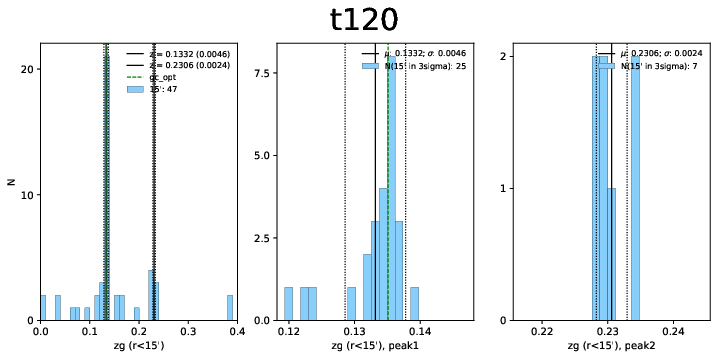 t120
z = 0.1332 (0.0046)
z = 0.2306 (0.0024)
gc_opt
15': 47
N
20
10
0
0.0 0.1 0.2 0.3 0.4
zg (r<15')
μ: 0.1332; σ: 0.0046
N(15' in 3sigma): 25
7.5
5.0
2.5
0.0
0.12 0.13 0.14
zg (r<15'), peak1
μ: 0.2306; σ: 0.0024
N(15' in 3sigma): 7
2
1
0
0.22 0.23 0.24
zg (r<15'), peak2